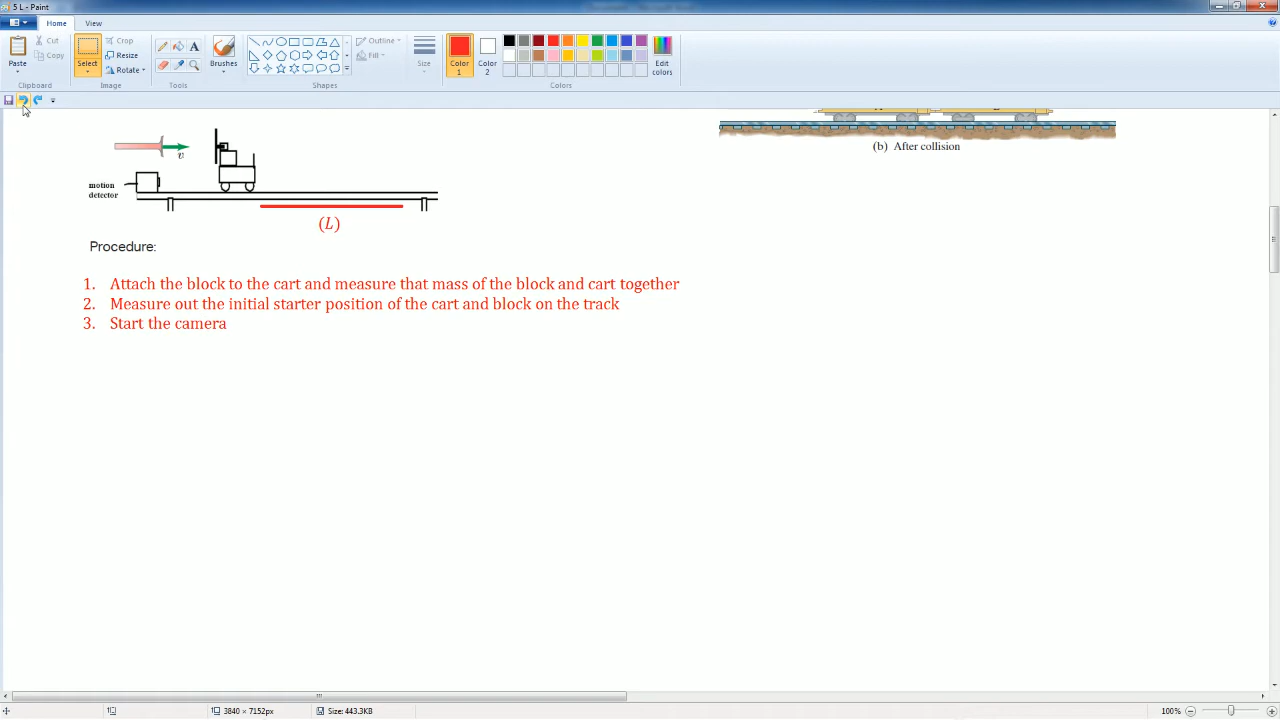 5 L - Paint
Home
View
Paste
Cut
Copy
Clipboard
Select
Crop
Resize
Rotate
Image
A
Tools
Brushes
Outline
Fill
Shapes
Size
Color 1
Color 2
Edit colors
Colors
(b) After collision
v
motion
detector
(L)
Procedure:
1. Attach the block to the cart and measure that mass of the block and cart together
2. Measure out the initial starter position of the cart and block on the track
3. Start the camera
3840 × 7152px
Size: 443.3KB
100%